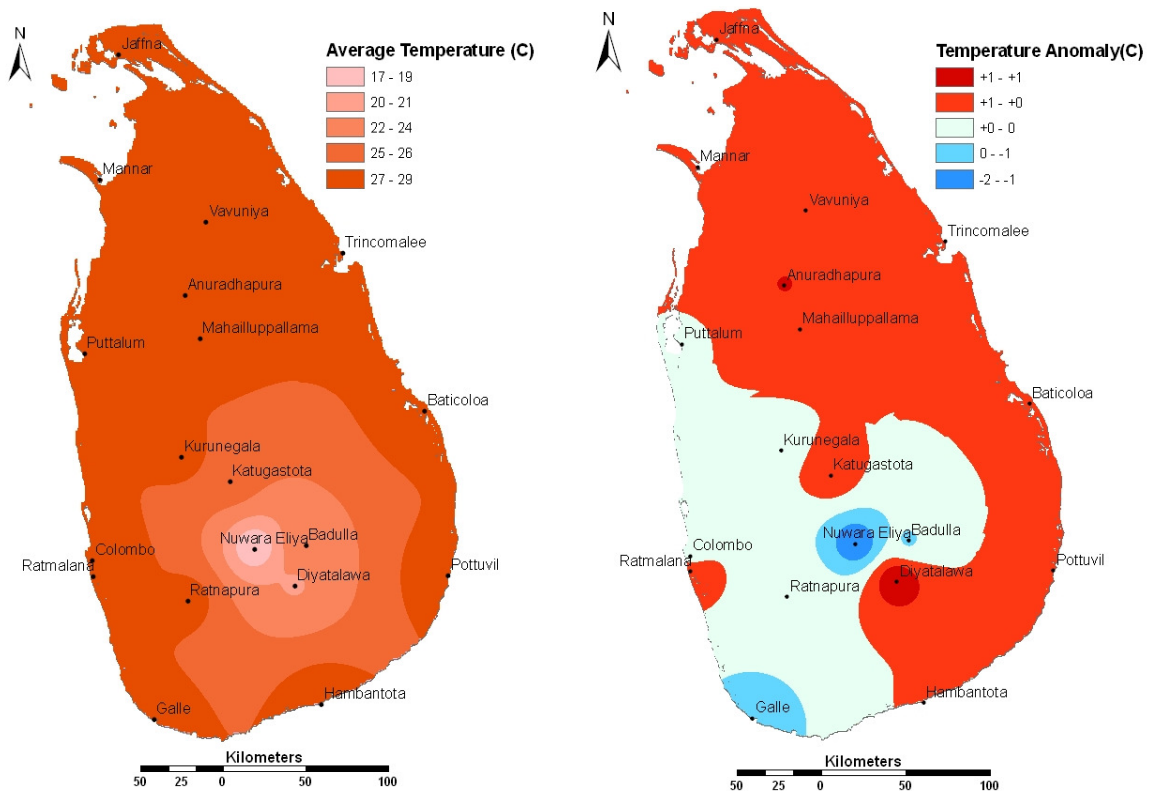 N
Jaffna
Average Temperature (C)
17 - 19
20 - 21
22 - 24
25 - 26
27 - 29
Mannar
Vavuniya
Trincomalee
Anuradhapura
Mahailluppallama
Puttalum
Baticoloa
Kurunegala
Katugastota
Nuwara Eliya
Badulla
Colombo
Ratmalana
Diyatalawa
Pottuvil
Ratnapura
Hambantota
Galle
Kilometers
50 25 0 50 100
N
Jaffna
Temperature Anomaly(C)
+1 - +1
+1 - +0
+0 - 0
0 - -1
-2 - -1
Mannar
Vavuniya
Trincomalee
Anuradhapura
Mahailluppallama
Puttalum
Baticoloa
Kurunegala
Katugastota
Nuwara Eliya
Badulla
Colombo
Ratmalana
Diyatalawa
Pottuvil
Ratnapura
Hambantota
Galle
Kilometers
50 25 0 50 100